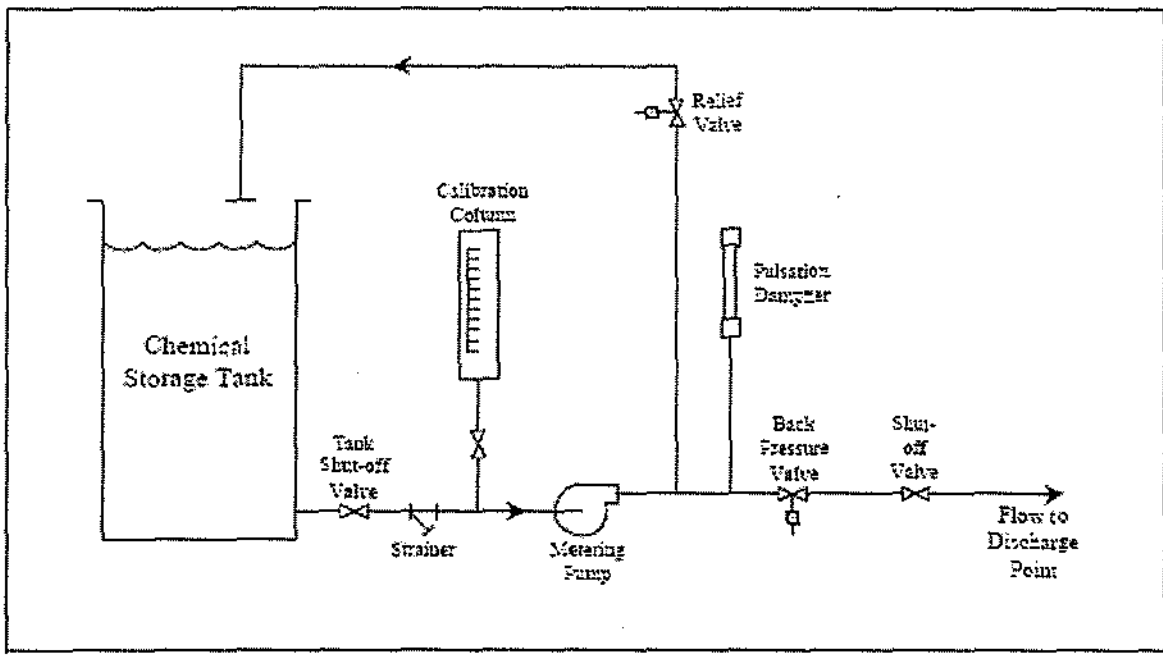 Relief
Valve
Calibration
Column
Pulsation
Dampner
Chemical
Storage Tank
Tank
Shut-off
Valve
Back
Pressure
Valve
Shut-
off
Valve
Strainer
Metering
Pump
Flow to
Discharge
Point